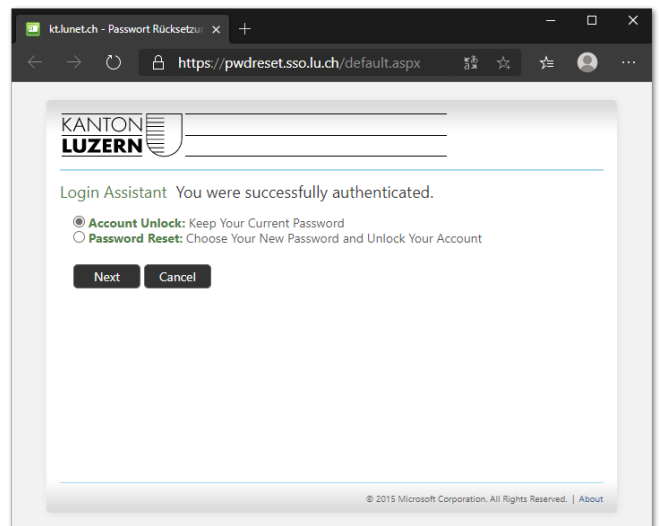 kt.lunet.ch - Passwort Rücksetzu
https://pwdreset.sso.lu.ch/default.aspx
KANTON
LUZERN
Login Assistant You were successfully authenticated.
Account Unlock: Keep Your Current Password
Password Reset: Choose Your New Password and Unlock Your Account
Next Cancel
© 2015 Microsoft Corporation. All Rights Reserved. | About